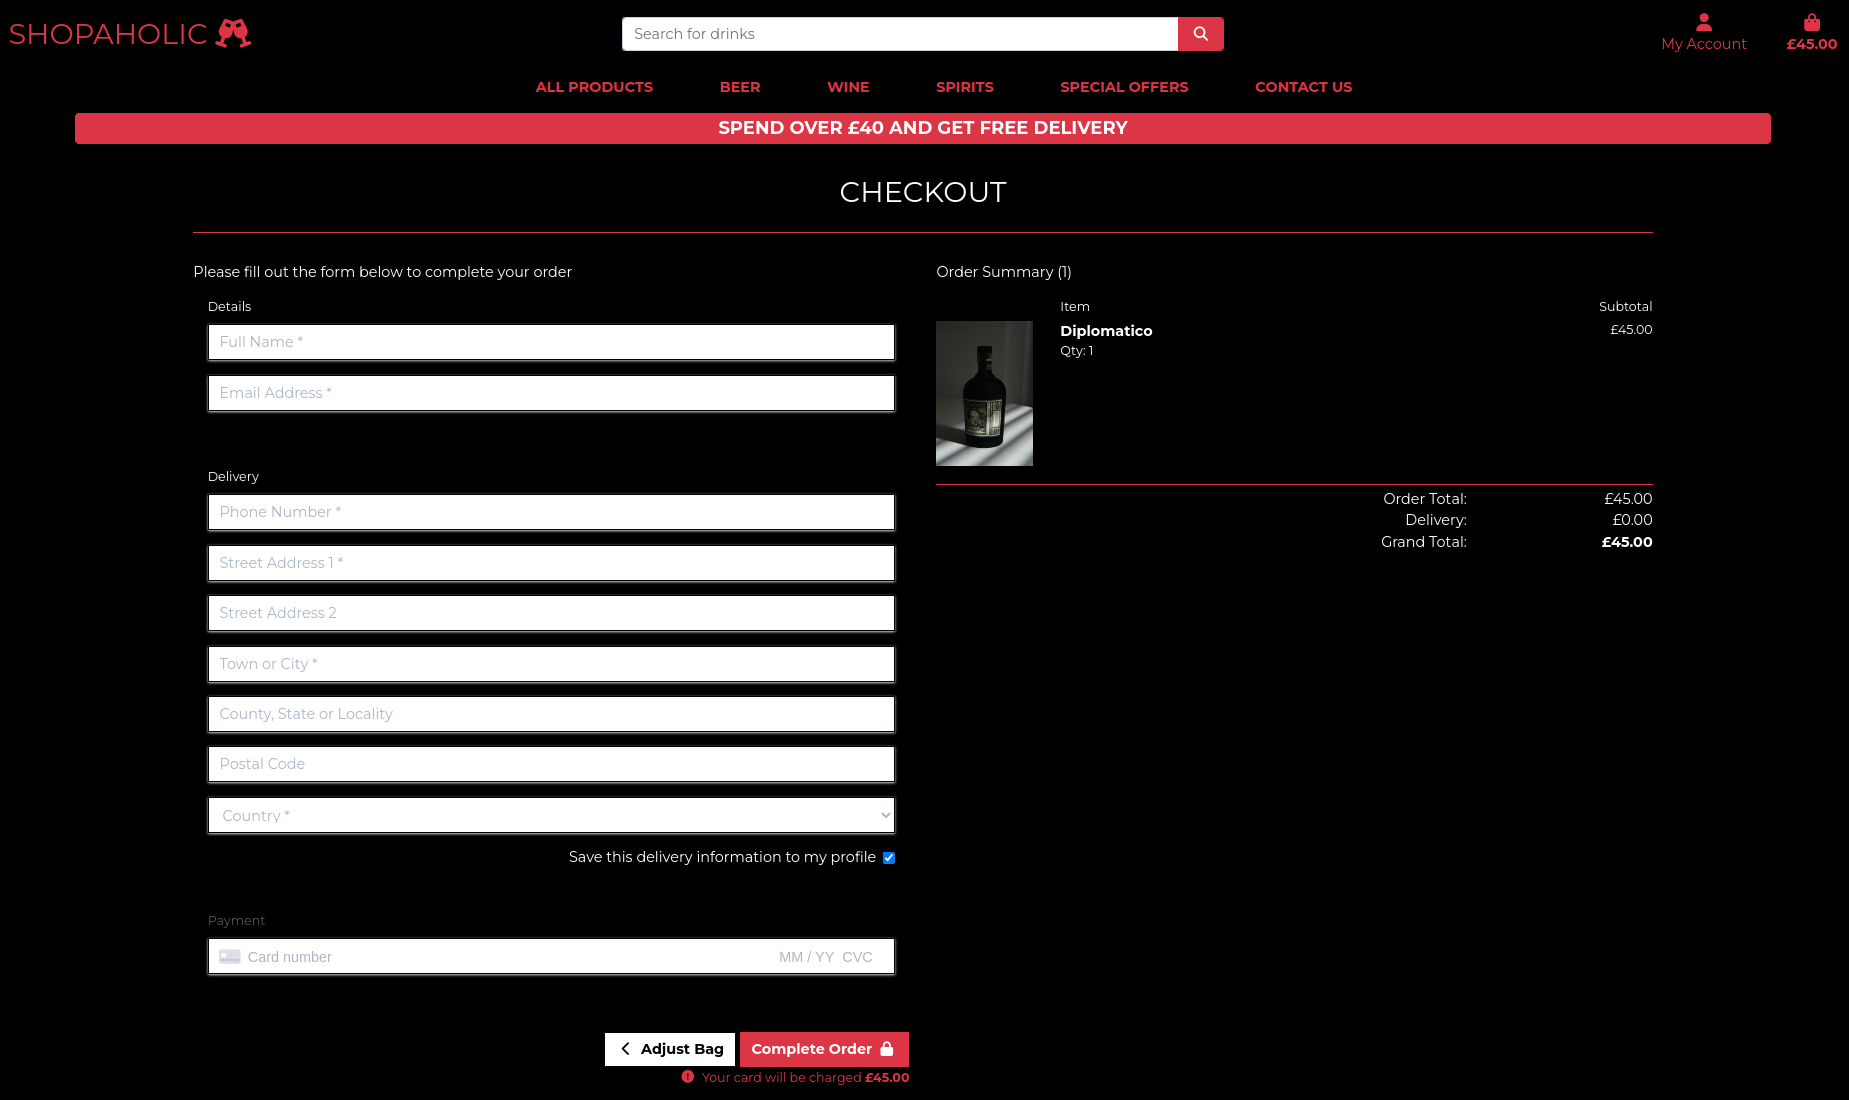 SHOPAHOLIC
Search for drinks
My Account
£45.00
ALL PRODUCTS BEER WINE SPIRITS SPECIAL OFFERS CONTACT US
SPEND OVER £40 AND GET FREE DELIVERY
CHECKOUT
Please fill out the form below to complete your order
Details
Full Name *
Email Address *
Delivery
Phone Number *
Street Address 1 *
Street Address 2
Town or City *
County, State or Locality
Postal Code
Country *
Save this delivery information to my profile
Payment
Card number MM / YY CVC
Adjust Bag Complete Order
Your card will be charged £45.00
Order Summary (1)
Item Subtotal
Diplomatico £45.00
Qty: 1
Order Total: £45.00
Delivery: £0.00
Grand Total: £45.00